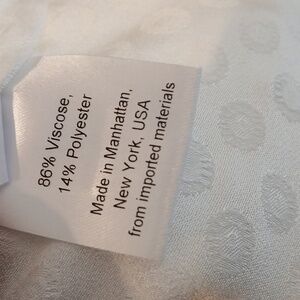 86% Viscose,
14% Polyester
Made in Manhattan,
New York, USA
from imported materials